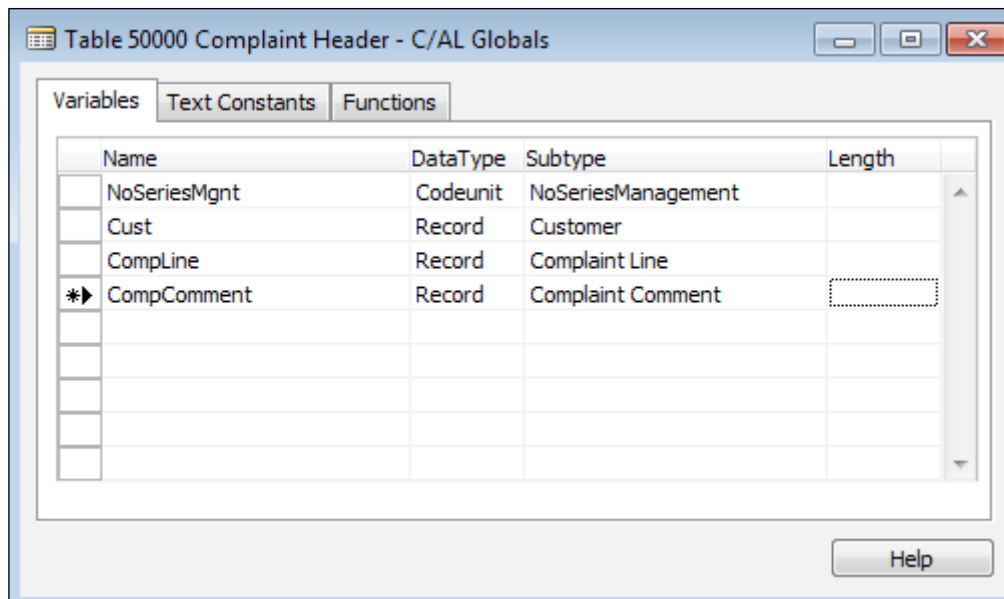 Table 50000 Complaint Header - C/AL Globals
Variables Text Constants Functions
Name DataType Subtype Length
NoSeriesMgnt Codeunit NoSeriesManagement
Cust Record Customer
CompLine Record Complaint Line
CompComment Record Complaint Comment
Help